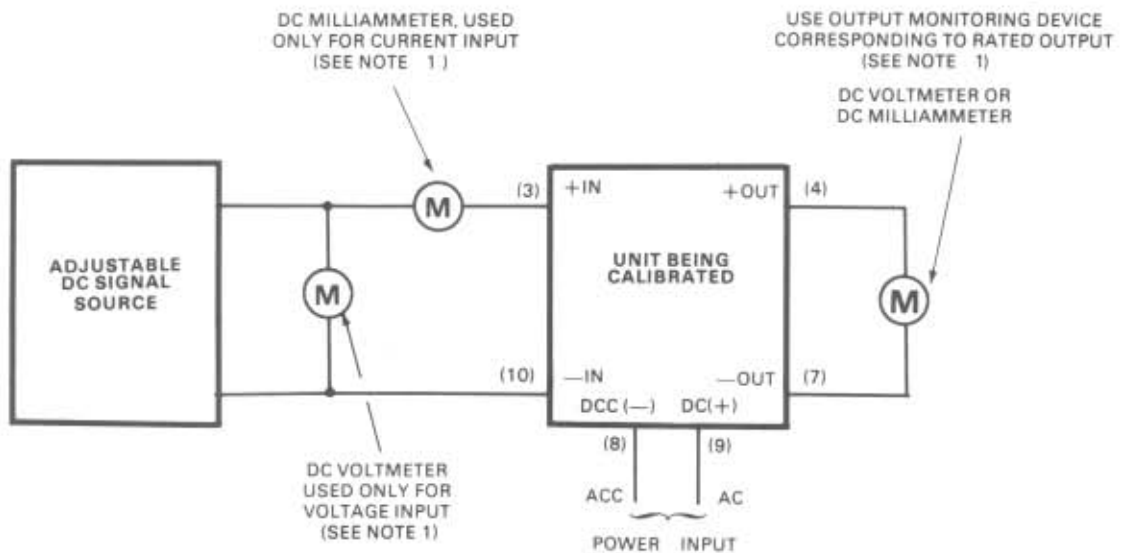 DC MILLIAMMETER, USED
ONLY FOR CURRENT INPUT
(SEE NOTE 1 )
USE OUTPUT MONITORING DEVICE
CORRESPONDING TO RATED OUTPUT
(SEE NOTE 1)
DC VOLTMETER OR
DC MILLIAMMETER
ADJUSTABLE
DC SIGNAL
SOURCE
M
M
(3)
(10)
+IN
—IN
UNIT BEING
CALIBRATED
+OUT
—OUT
DCC (—) DC(+)
(4)
(7)
M
(8) (9)
ACC AC
POWER INPUT
DC VOLTMETER
USED ONLY FOR
VOLTAGE INPUT
(SEE NOTE 1)